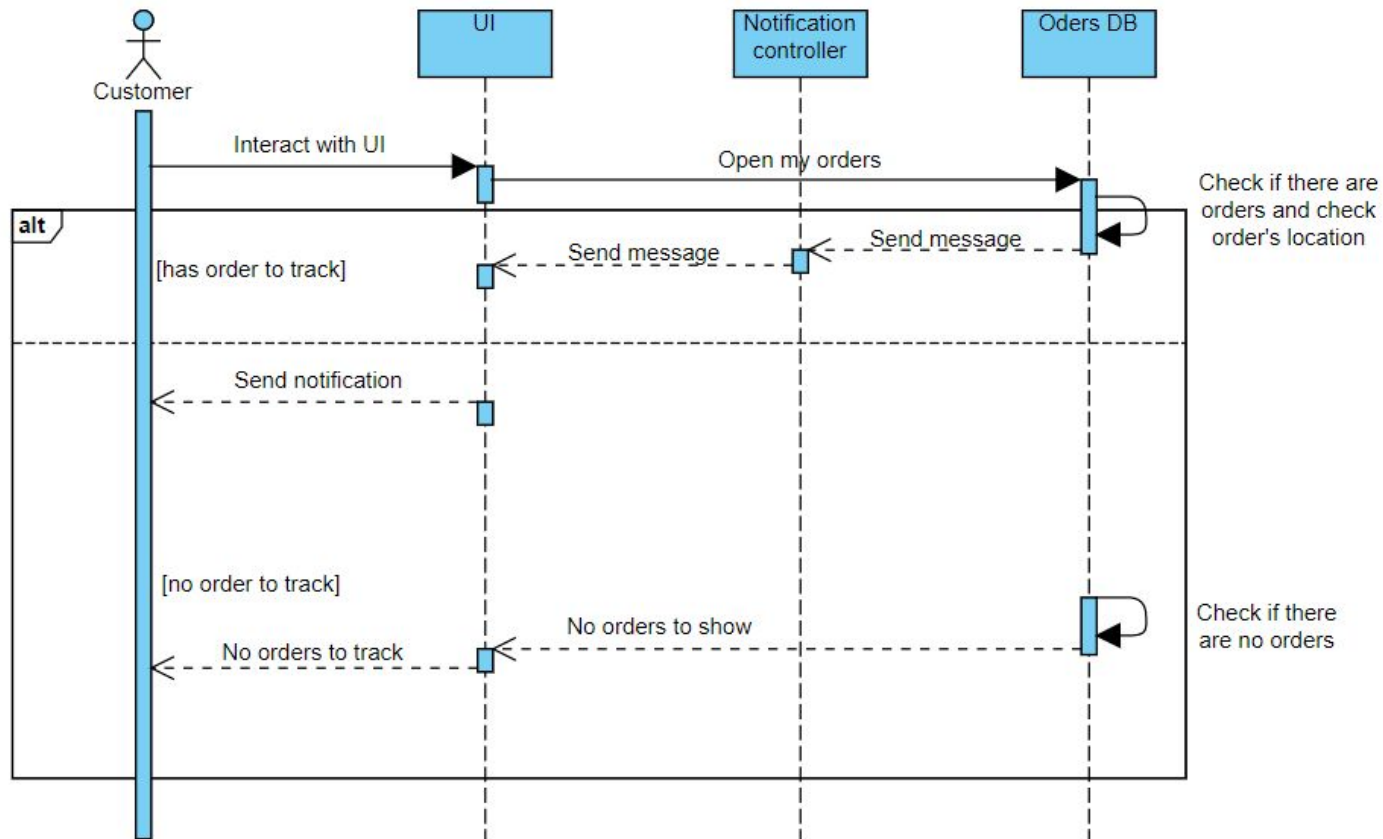 UI
Notification
controller
Oders DB
Customer
Interact with UI
Open my orders
Check if there are
orders and check
order's location
alt
Send message
Send message
[has order to track]
Send notification
[no order to track]
Check if there
are no orders
No orders to show
No orders to track